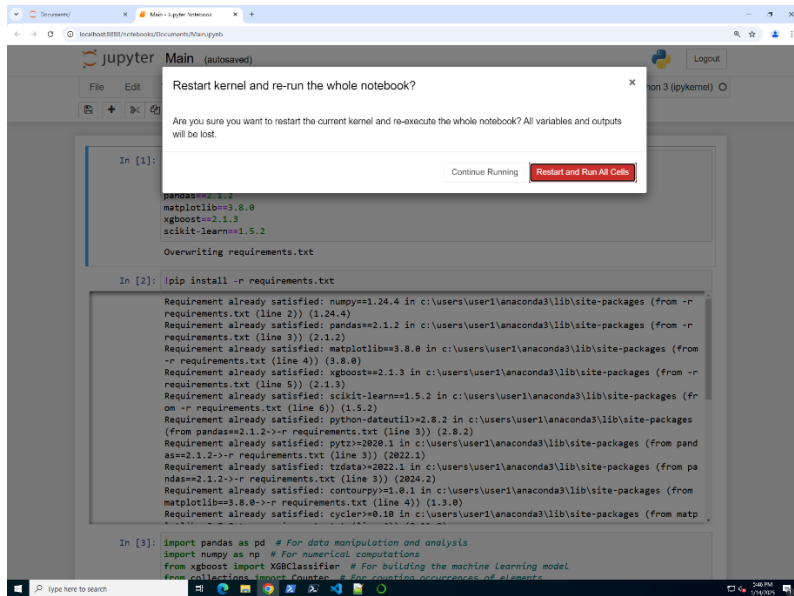 Documents/
Main - Jupyter Notebook
localhost:8888/notebooks/Documents/Main.ipynb
jupyter Main (autosaved)
Logout
File Edit
hon 3 (ipykernel)
Restart kernel and re-run the whole notebook?
Are you sure you want to restart the current kernel and re-execute the whole notebook? All variables and outputs
will be lost.
Continue Running Restart and Run All Cells
In [1]:
pandas==2.1.2
matplotlib==3.8.0
xgboost==2.1.3
scikit-learn==1.5.2
Overwriting requirements.txt
In [2]: !pip install -r requirements.txt
Requirement already satisfied: numpy==1.24.4 in c:\users\user1\anaconda3\lib\site-packages (from -r
requirements.txt (line 2)) (1.24.4)
Requirement already satisfied: pandas==2.1.2 in c:\users\user1\anaconda3\lib\site-packages (from -r
requirements.txt (line 3)) (2.1.2)
Requirement already satisfied: matplotlib==3.8.0 in c:\users\user1\anaconda3\lib\site-packages (from
-r requirements.txt (line 4)) (3.8.0)
Requirement already satisfied: xgboost==2.1.3 in c:\users\user1\anaconda3\lib\site-packages (from -r
requirements.txt (line 5)) (2.1.3)
Requirement already satisfied: scikit-learn==1.5.2 in c:\users\user1\anaconda3\lib\site-packages (fr
om -r requirements.txt (line 6)) (1.5.2)
Requirement already satisfied: python-dateutil>=2.8.2 in c:\users\user1\anaconda3\lib\site-packages
(from pandas==2.1.2->-r requirements.txt (line 3)) (2.8.2)
Requirement already satisfied: pytz>=2020.1 in c:\users\user1\anaconda3\lib\site-packages (from pand
as==2.1.2->-r requirements.txt (line 3)) (2022.1)
Requirement already satisfied: tzdata>=2022.1 in c:\users\user1\anaconda3\lib\site-packages (from pa
ndas==2.1.2->-r requirements.txt (line 3)) (2024.2)
Requirement already satisfied: contourpy>=1.0.1 in c:\users\user1\anaconda3\lib\site-packages (from
matplotlib==3.8.0->-r requirements.txt (line 4)) (1.3.0)
Requirement already satisfied: cycler>=0.10 in c:\users\user1\anaconda3\lib\site-packages (from matp
In [3]: import pandas as pd # For data manipulation and analysis
import numpy as np # For numerical computations
from xgboost import XGBClassifier # For building the machine learning model
from collections import Counter # For counting occurrences of elements
Type here to search
5:46 PM
1/14/2025